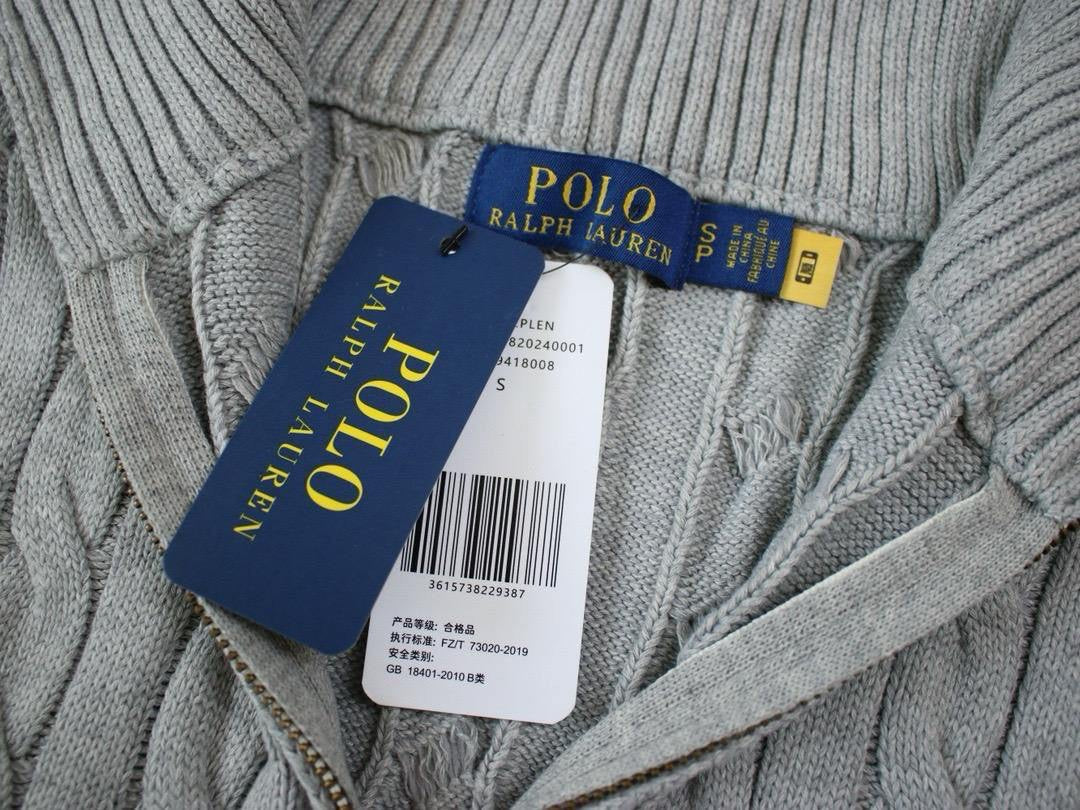 POLO
RALPH LAUREN
S
P
MADE IN
CHINA
FABRIQUÉ AU
CHINE
POLO
RALPH LAUREN
.PLEN
820240001
9418008
S
3615738229387
产品等级: 合格品
执行标准: FZ/T 73020-2019
安全类别:
GB 18401-2010 B类